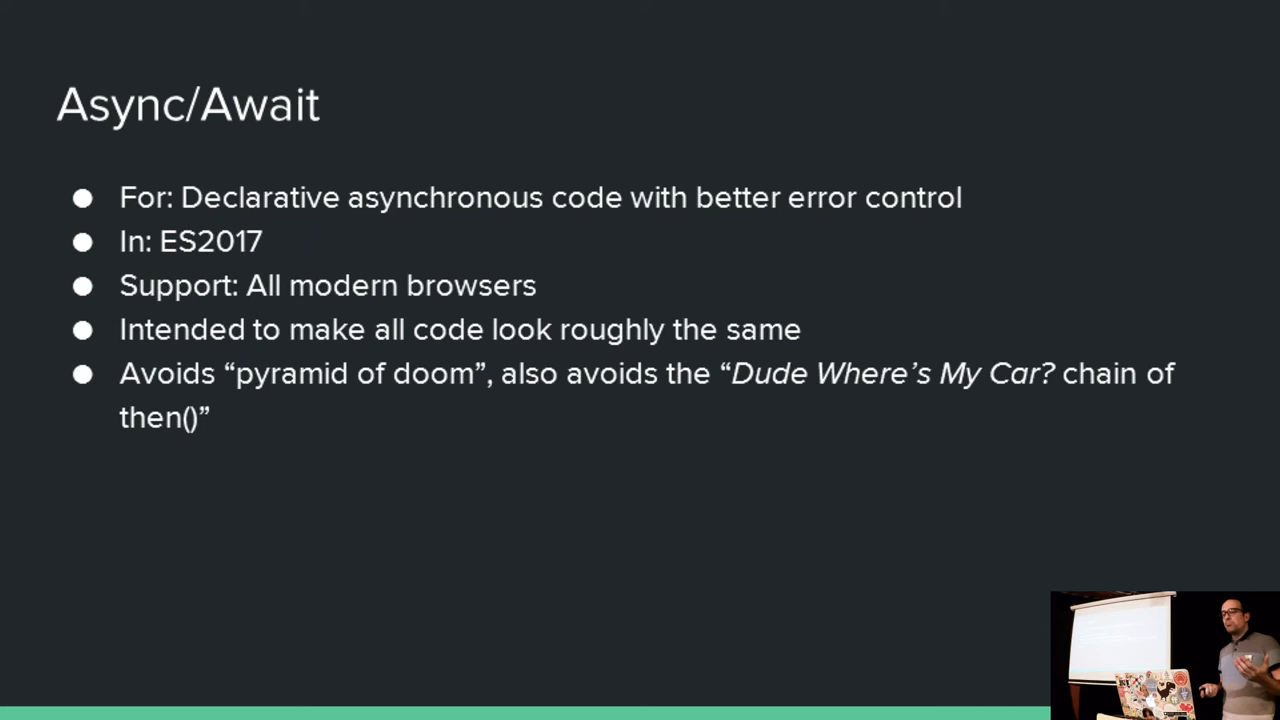 Async/Await
● For: Declarative asynchronous code with better error control
● In: ES2017
● Support: All modern browsers
● Intended to make all code look roughly the same
● Avoids “pyramid of doom”, also avoids the “Dude Where’s My Car? chain of
then()”